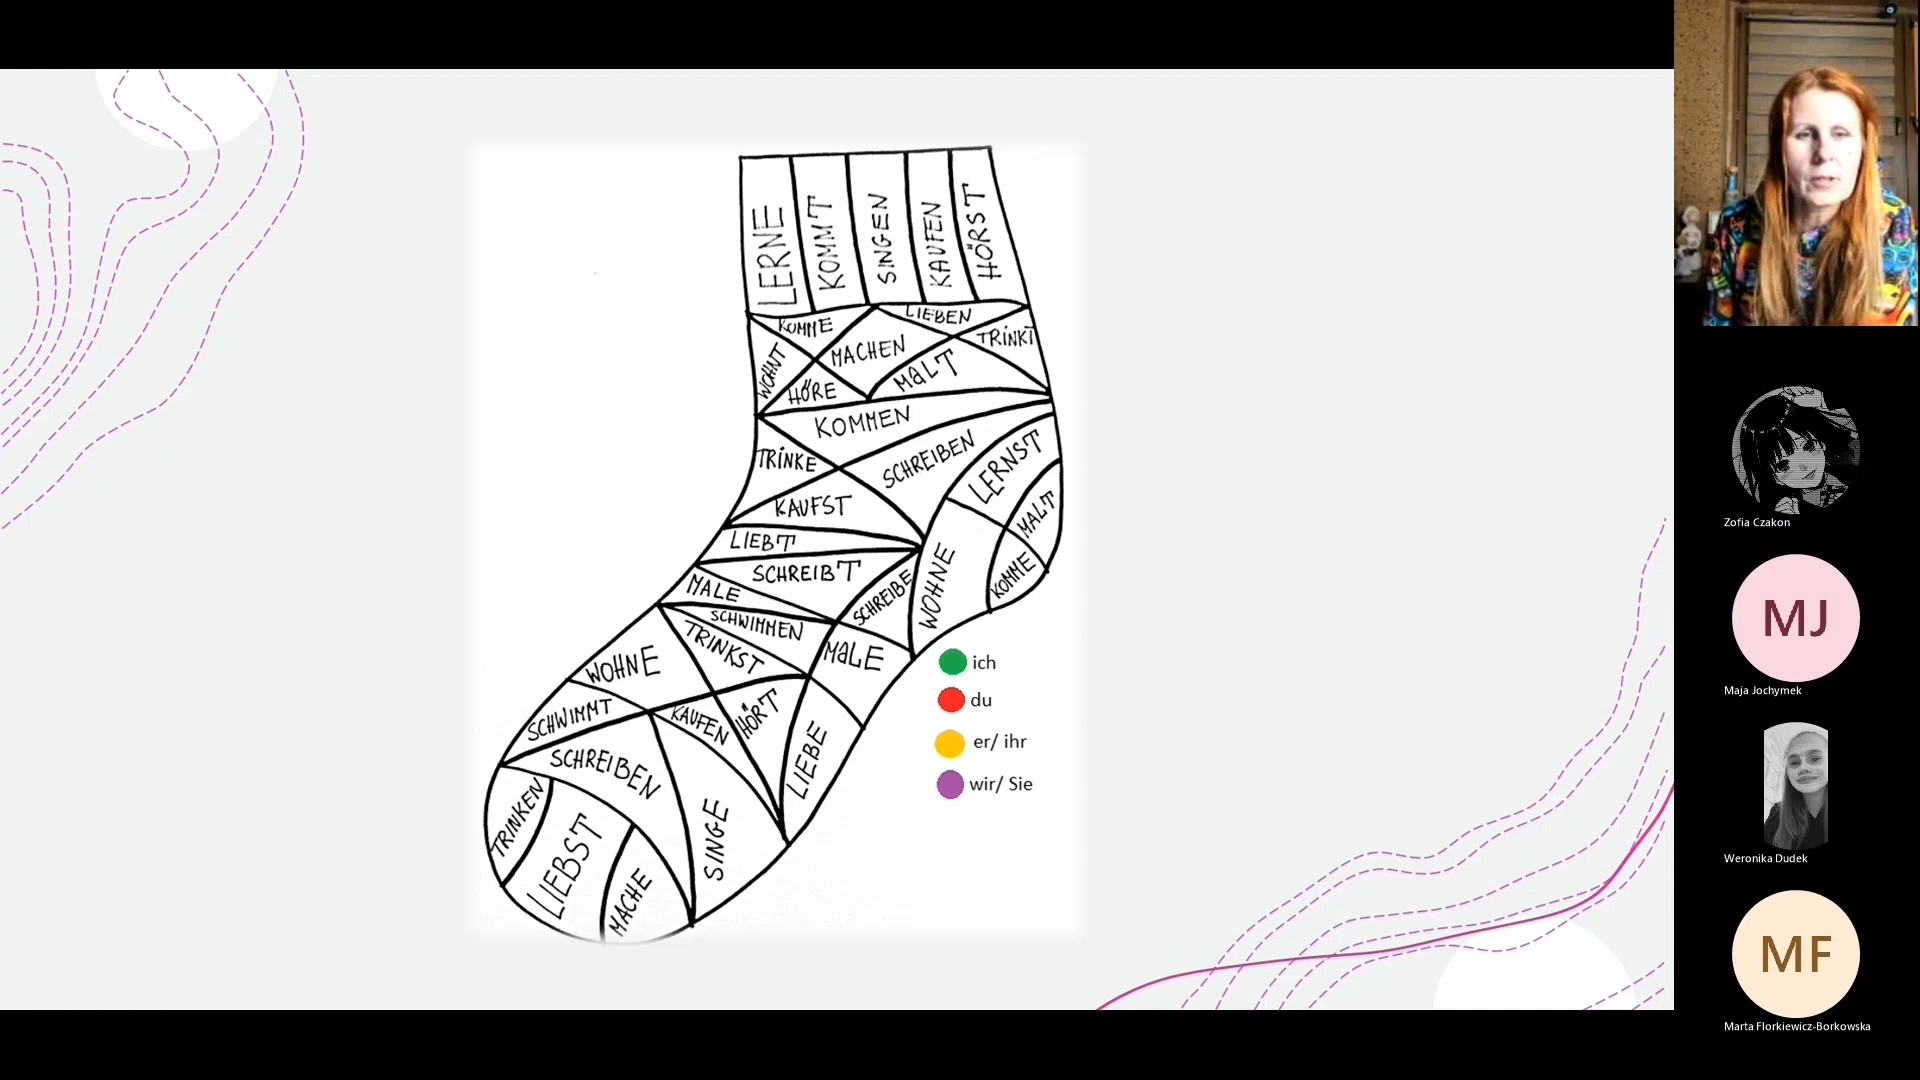 LERNE
KOMMT
SINGEN
KAUFEN
HÖRST
KOMME
LIEBEN
WOHNT
MACHEN
TRINKT
HÖRE
MALT
KOMMEN
TRINKE
SCHREIBEN
LERNST
KAUFST
MALT
LIEBT
SCHREIBT
WOHNE
KOMME
MALE
SCHREIBE
SCHWIMMEN
TRINKST
MALE
WOHNE
SCHWIMMT
KAUFEN
HÖRT
LIEBE
SCHREIBEN
TRINKEN
LIEBST
MACHE
SINGE
ich
du
er/ ihr
wir/ Sie
Zofia Czakon
MJ
Maja Jochymek
Weronika Dudek
MF
Marta Florkiewicz-Borkowska